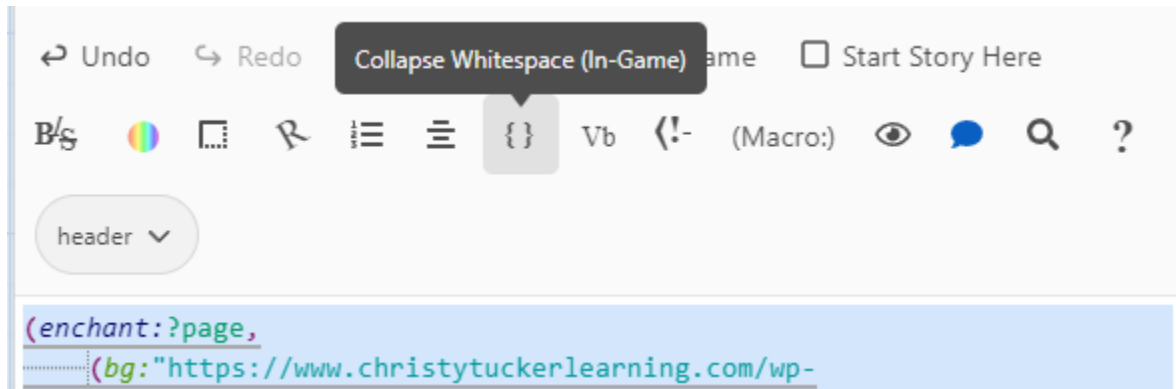 Undo Redo Collapse Whitespace (In-Game) ame Start Story Here
B/S R {} Vb (!- (Macro:) ?
header
(enchant:?page,
(bg:"https://www.christytuckerlearning.com/wp-